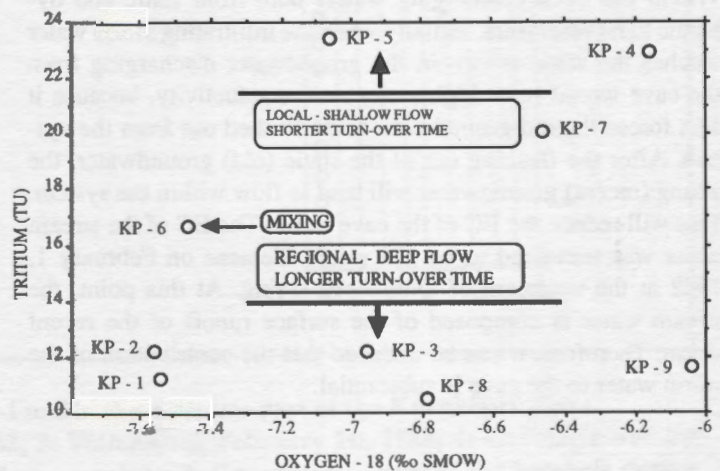 24
22
20
18
16
14
12
10
TRITIUM (TU)
KP - 5
KP - 4
LOCAL - SHALLOW FLOW
SHORTER TURN-OVER TIME
KP - 7
KP - 6
MIXING
REGIONAL - DEEP FLOW
LONGER TURN-OVER TIME
KP - 2
KP - 3
KP - 1
KP - 8
KP - 9
-7.4
-7.2
-7
-6.8
-6.6
-6.4
-6.2
-6
OXYGEN - 18 (‰ SMOW)